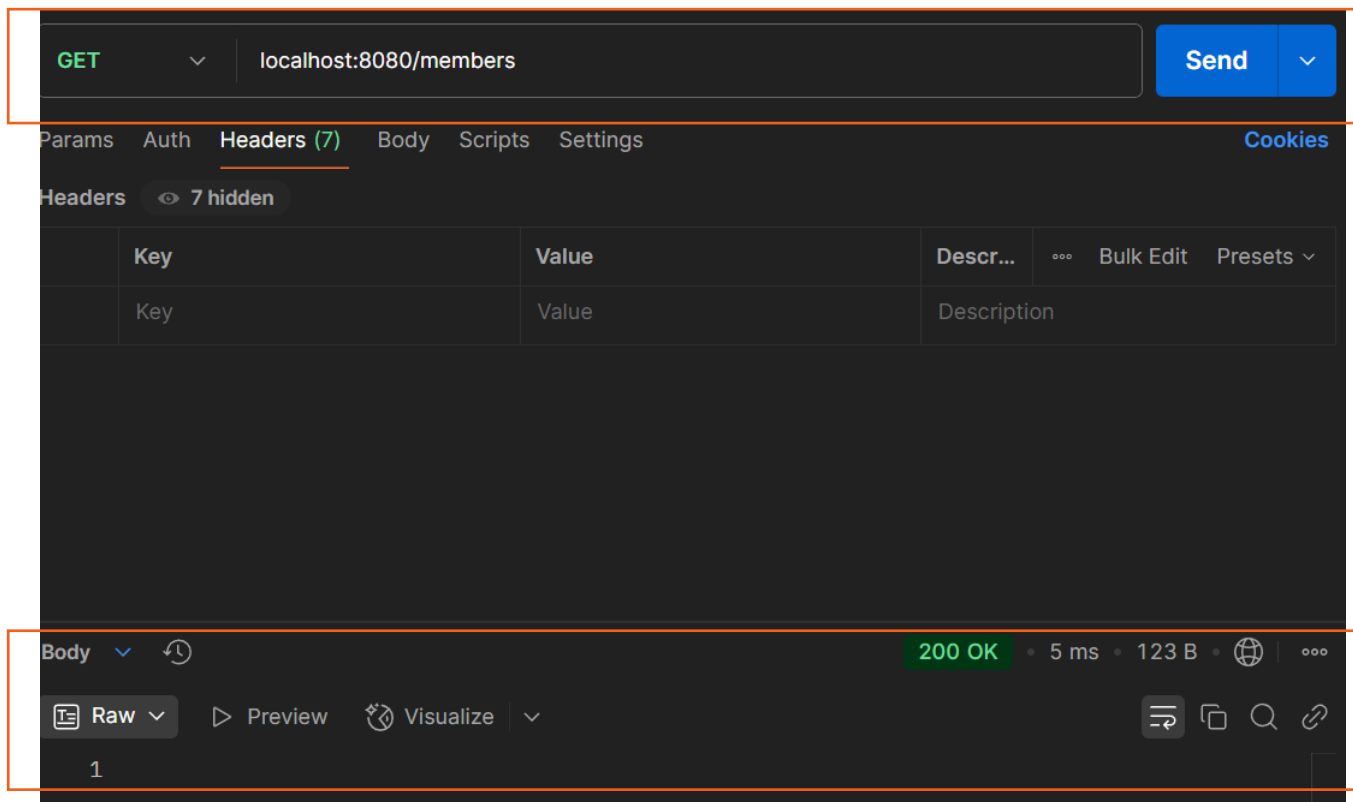 GET localhost:8080/members Send
Params Auth Headers (7) Body Scripts Settings Cookies
Headers 7 hidden
Key Value Descr... Bulk Edit Presets
Key Value Description
Body 200 OK • 5 ms • 123 B •
Raw Preview Visualize
1